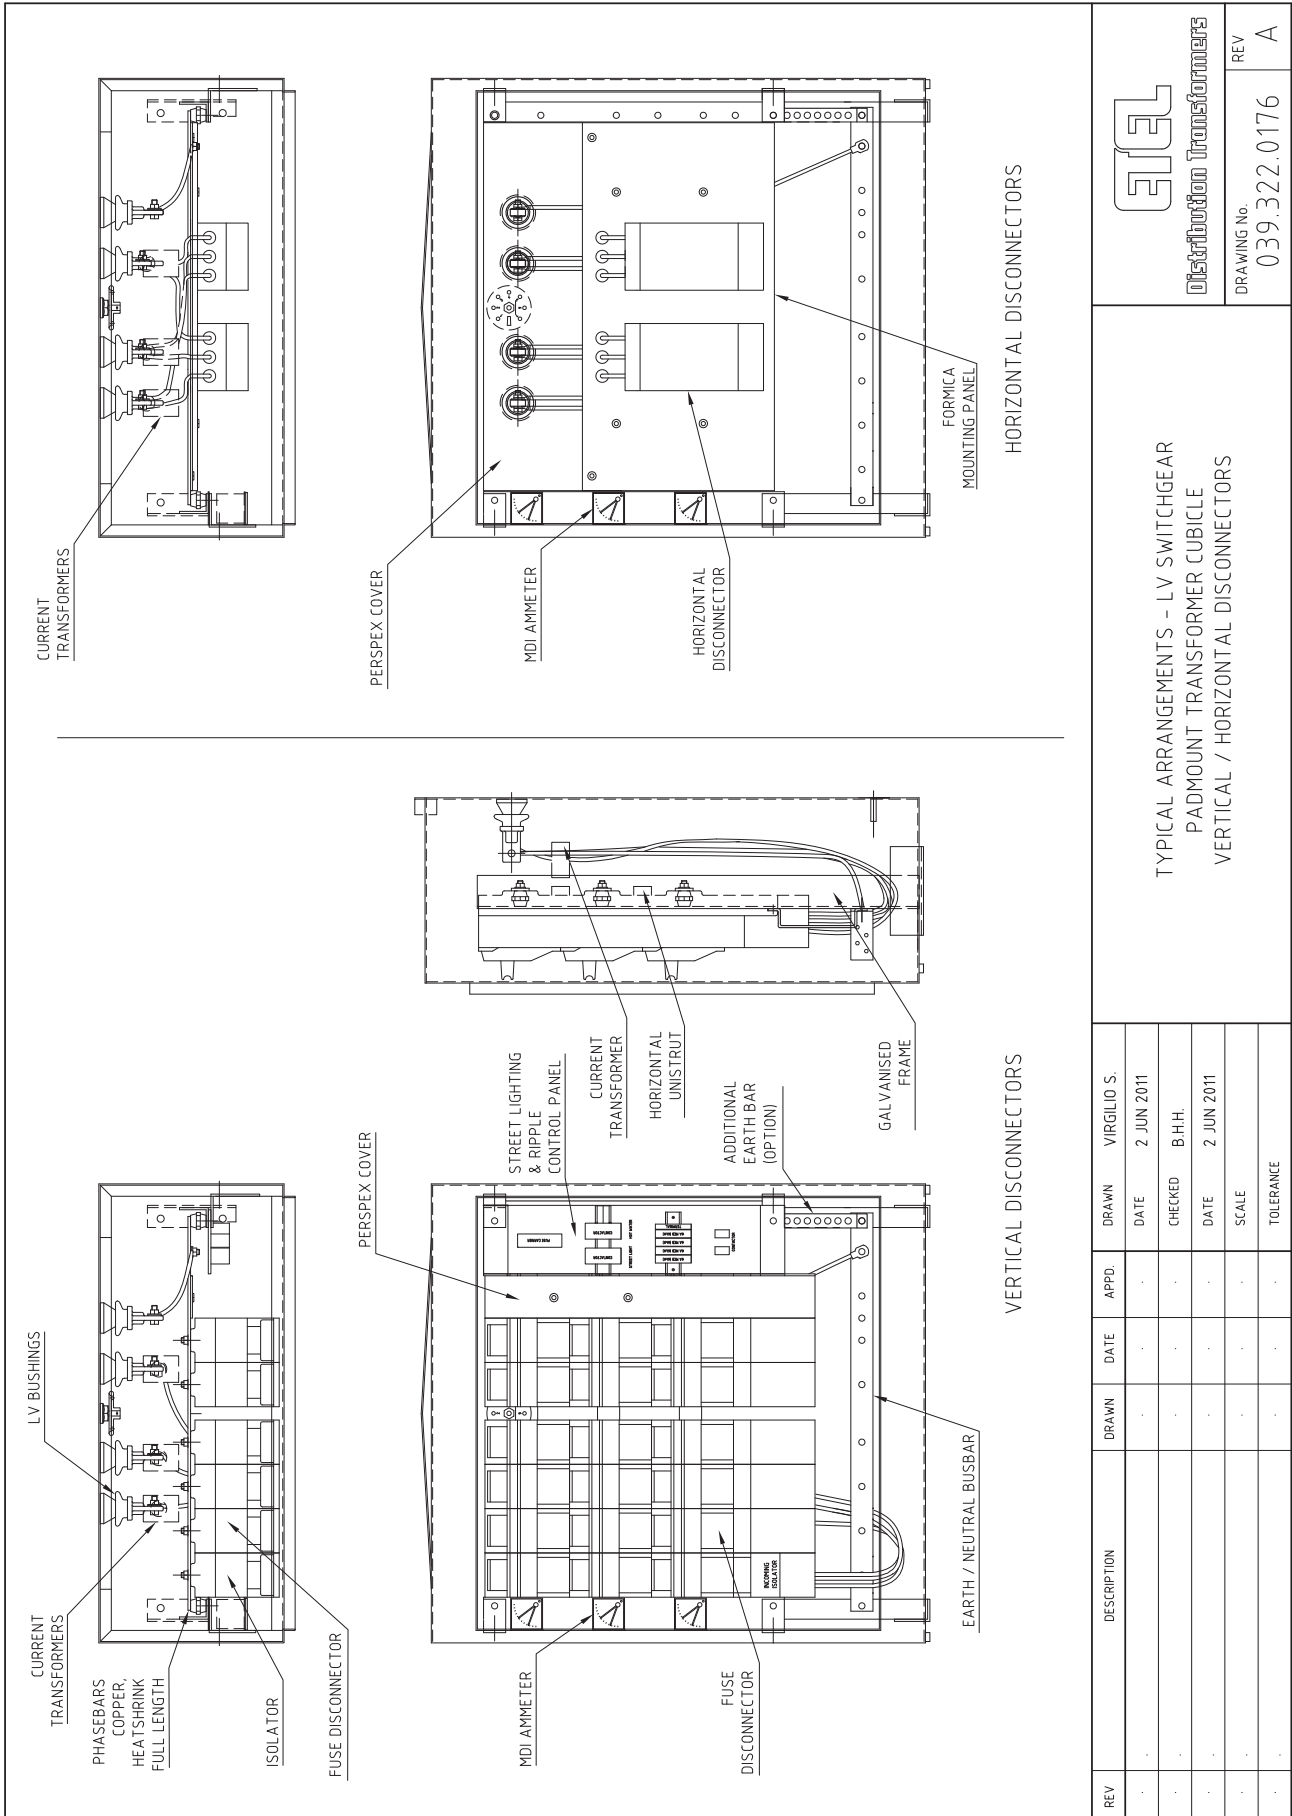 LV BUSHINGS
CURRENT
TRANSFORMERS
PHASEBARS
COPPER,
HEATSHRINK
FULL LENGTH
ISOLATOR
FUSE DISCONNECTOR
CURRENT
TRANSFORMERS
PERSPEX COVER
STREET LIGHTING
& RIPPLE
CONTROL PANEL
CURRENT
TRANSFORMER
HORIZONTAL
UNISTRUT
ADDITIONAL
EARTH BAR
(OPTION)
GALVANISED
FRAME
MDI AMMETER
FUSE
DISCONNECTOR
EARTH / NEUTRAL BUSBAR
INCOMING
ISOLATOR
FUSE CARRIER
CONTACTOR
CONTACTOR
STREET LIGHT
HOT WATER
VERTICAL DISCONNECTORS
PERSPEX COVER
MDI AMMETER
HORIZONTAL
DISCONNECTOR
FORMICA
MOUNTING PANEL
HORIZONTAL DISCONNECTORS
REV
DESCRIPTION
DRAWN
DATE
APPD.
DRAWN VIRGILIO S.
DATE 2 JUN 2011
CHECKED B.H.H.
DATE 2 JUN 2011
SCALE
TOLERANCE
TYPICAL ARRANGEMENTS - LV SWITCHGEAR
PADMOUNT TRANSFORMER CUBICLE
VERTICAL / HORIZONTAL DISCONNECTORS
ETEL
Distribution Transformers
DRAWING No.
039.322.0176
REV
A